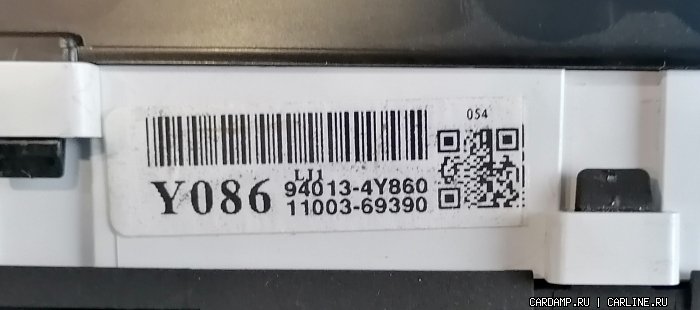 054
LJ1
Y086 94013-4Y860
11003-69390
CARDAMP.RU | CARLINE.RU